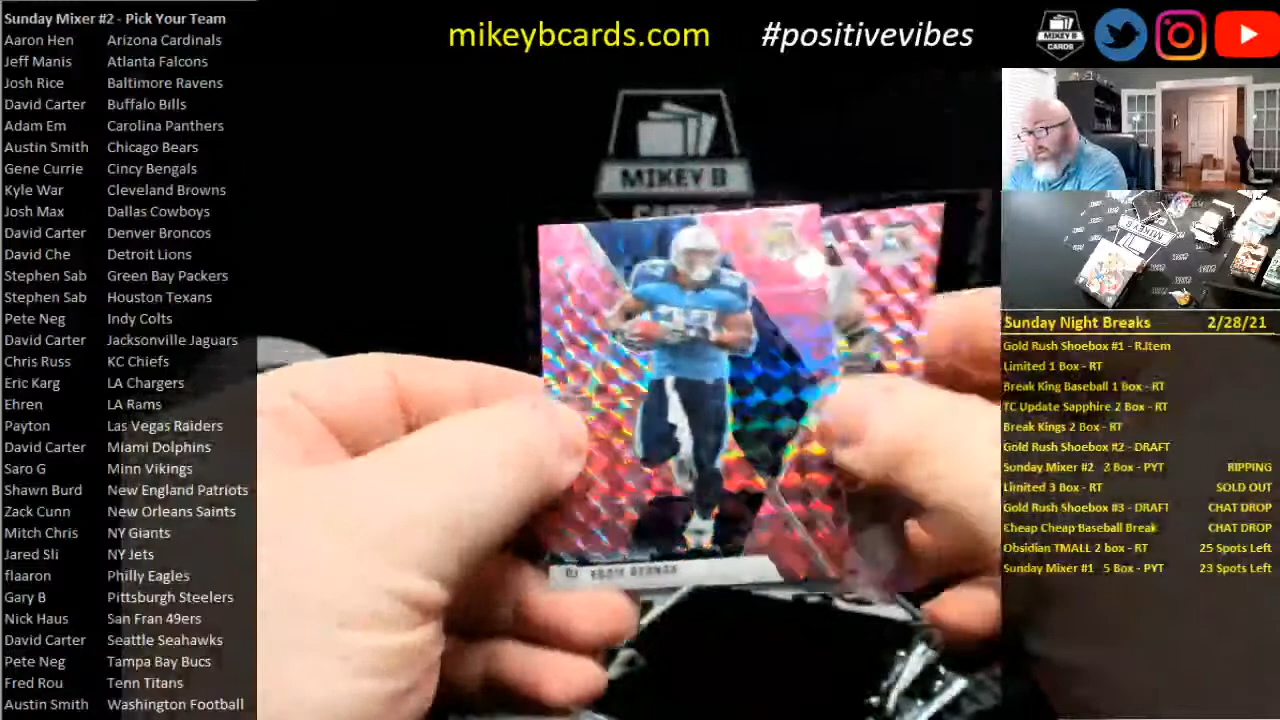 Sunday Mixer #2 - Pick Your Team
Aaron Hen Arizona Cardinals
Jeff Manis Atlanta Falcons
Josh Rice Baltimore Ravens
David Carter Buffalo Bills
Adam Em Carolina Panthers
Austin Smith Chicago Bears
Gene Currie Cincy Bengals
Kyle War Cleveland Browns
Josh Max Dallas Cowboys
David Carter Denver Broncos
David Che Detroit Lions
Stephen Sab Green Bay Packers
Stephen Sab Houston Texans
Pete Neg Indy Colts
David Carter Jacksonville Jaguars
Chris Russ KC Chiefs
Eric Karg LA Chargers
Ehren LA Rams
Payton Las Vegas Raiders
David Carter Miami Dolphins
Saro G Minn Vikings
Shawn Burd New England Patriots
Zack Cunn New Orleans Saints
Mitch Chris NY Giants
Jared Sli NY Jets
flaaron Philly Eagles
Gary B Pittsburgh Steelers
Nick Haus San Fran 49ers
David Carter Seattle Seahawks
Pete Neg Tampa Bay Bucs
Fred Rou Tenn Titans
Austin Smith Washington Football
mikeybcards.com #positivevibes
MIKEY B
CARDS
MIKEY B
Sunday Night Breaks 2/28/21
Gold Rush Shoebox #1 - R.Item
Limited 1 Box - RT
Break King Baseball 1 Box - RT
TC Update Sapphire 2 Box - RT
Break Kings 2 Box - RT
Gold Rush Shoebox #2 - DRAFT
Sunday Mixer #2 3 Box - PYT RIPPING
Limited 3 Box - RT SOLD OUT
Gold Rush Shoebox #3 - DRAFT CHAT DROP
Cheap Cheap Baseball Break CHAT DROP
Obsidian TMALL 2 box - RT 25 Spots Left
Sunday Mixer #1 5 Box - PYT 23 Spots Left